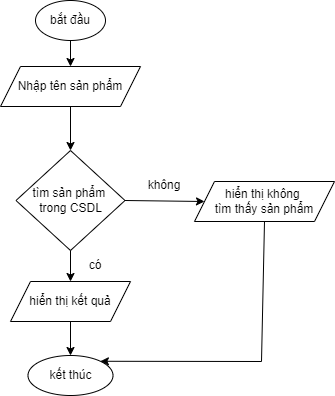 bắt đầu
Nhập tên sản phẩm
tìm sản phẩm
trong CSDL
không
hiển thị không
tìm thấy sản phẩm
có
hiển thị kết quả
kết thúc